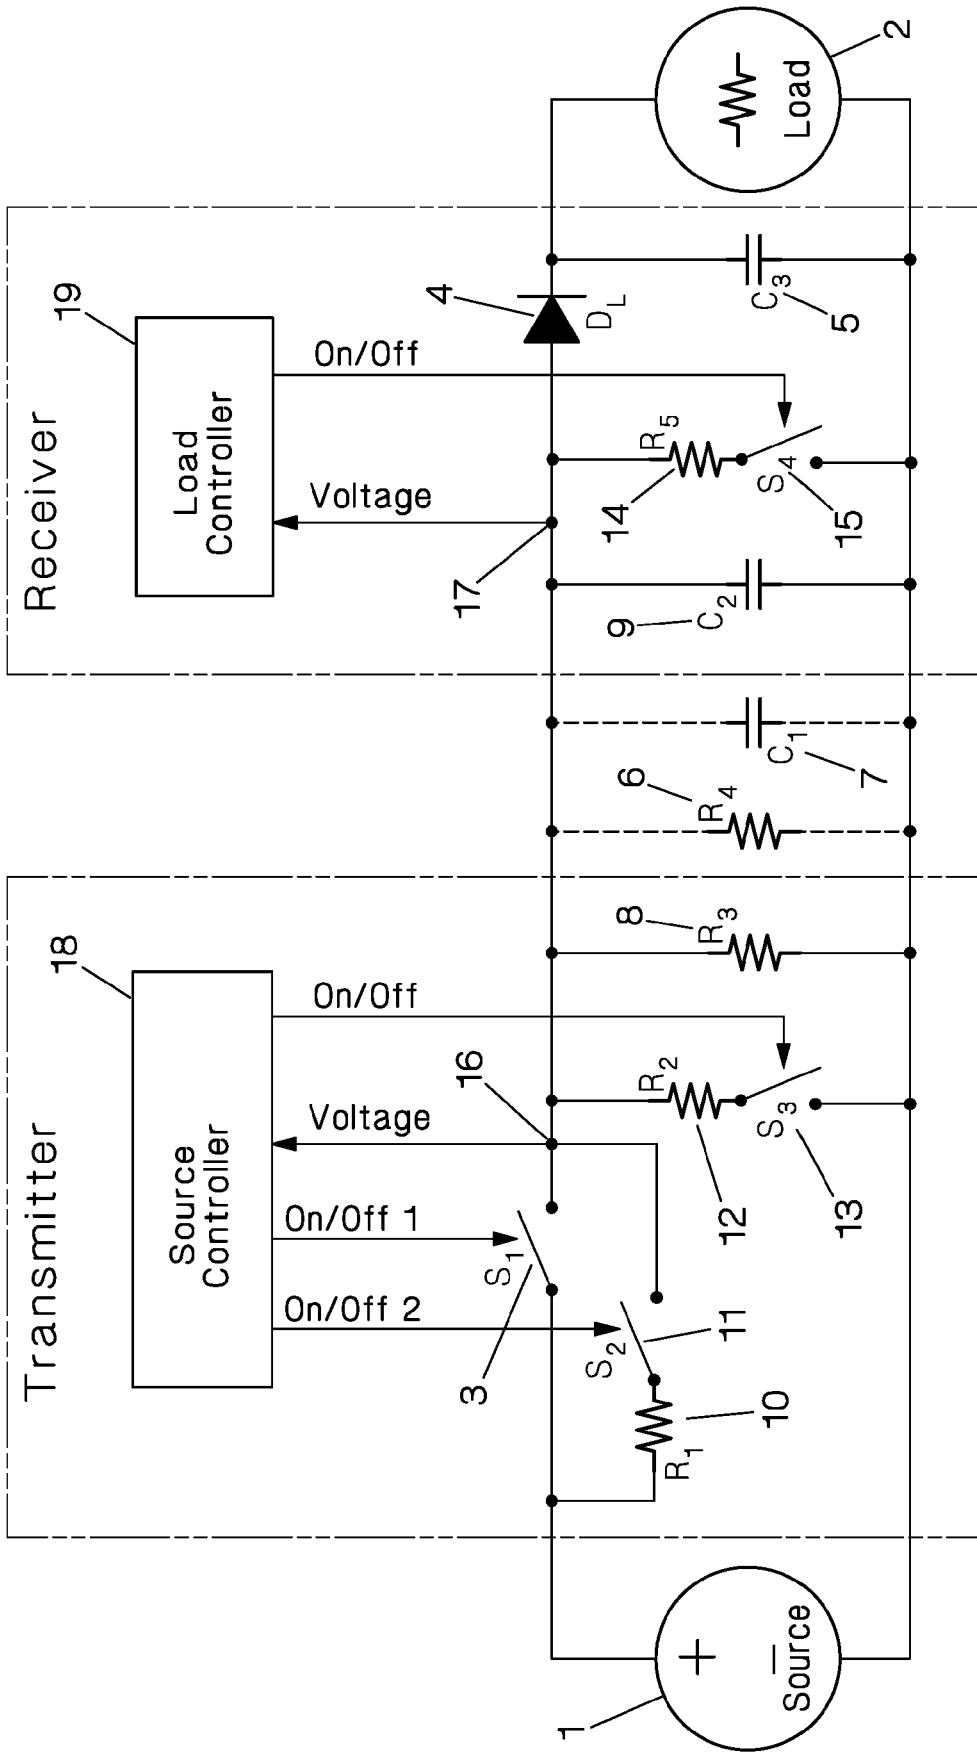 Transmitter
Receiver
18
19
Source
Controller
Load
Controller
On/Off 2
On/Off 1
Voltage
On/Off
Voltage
On/Off
3
S1
16
17
4
DL
1
+
−
Source
R1
10
S2
11
R2
12
S3
13
8
R3
6
R4
C1
7
9
C2
R5
14
S4
15
C3
5
Load
2